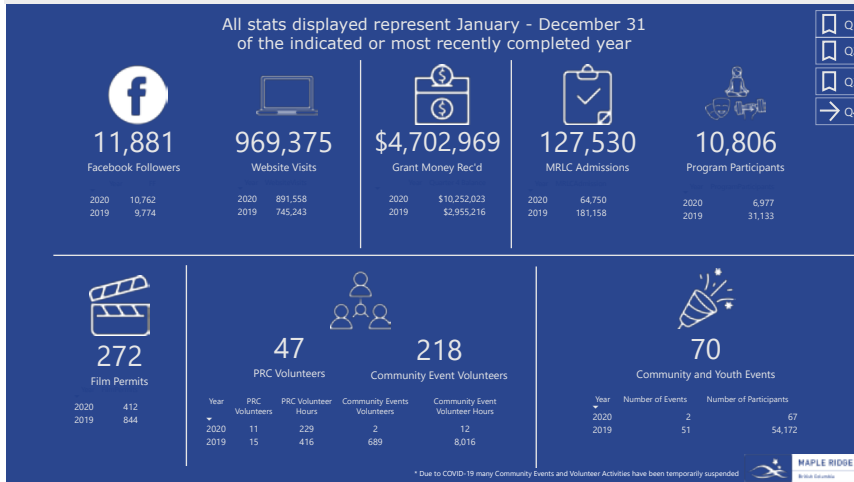 All stats displayed represent January - December 31
of the indicated or most recently completed year
Q
Q
Q
Q
11,881
Facebook Followers
2020 10,762
2019 9,774
969,375
Website Visits
2020 891,558
2019 745,243
$4,702,969
Grant Money Rec'd
2020 $10,252,023
2019 $2,955,216
127,530
MRLC Admissions
2020 64,750
2019 181,158
10,806
Program Participants
2020 6,977
2019 31,133
272
Film Permits
2020 412
2019 844
47
PRC Volunteers
218
Community Event Volunteers
Year PRC Volunteers PRC Volunteer Hours Community Events Volunteers Community Event Volunteer Hours
2020 11 229 2 12
2019 15 416 689 8,016
70
Community and Youth Events
Year Number of Events Number of Participants
2020 2 67
2019 51 54,172
* Due to COVID-19 many Community Events and Volunteer Activities have been temporarily suspended
MAPLE RIDGE
British Columbia